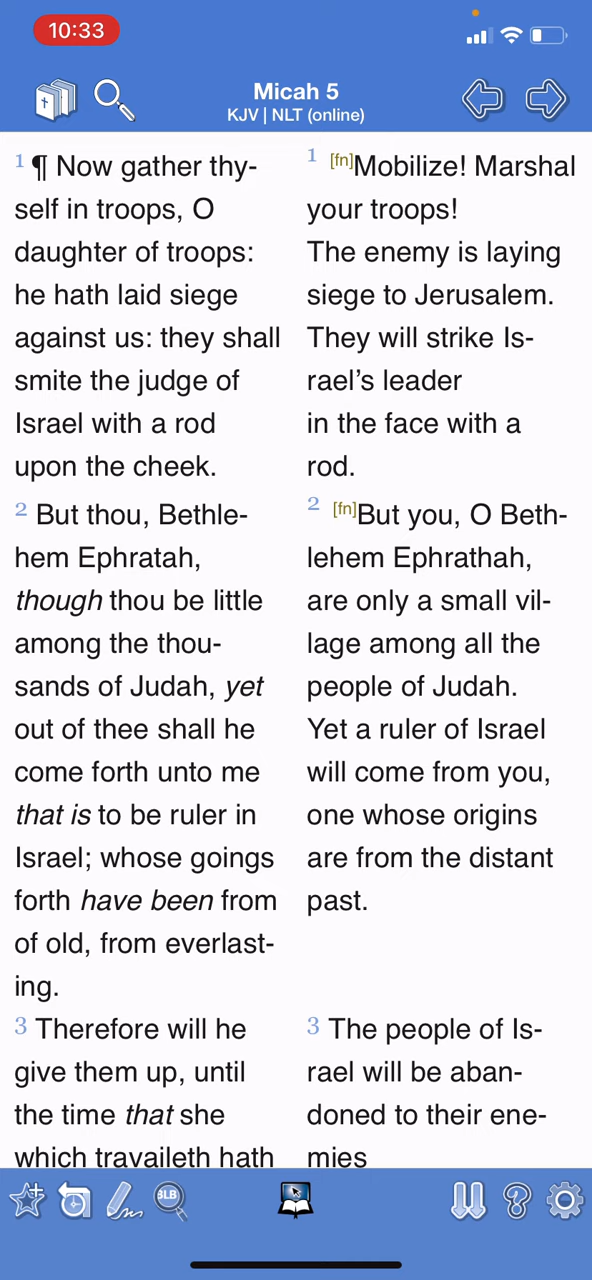 10:33
Micah 5
KJV | NLT (online)
1 ¶ Now gather thy-
self in troops, O
daughter of troops:
he hath laid siege
against us: they shall
smite the judge of
Israel with a rod
upon the cheek.
2 But thou, Bethle-
hem Ephratah,
though thou be little
among the thou-
sands of Judah, yet
out of thee shall he
come forth unto me
that is to be ruler in
Israel; whose goings
forth have been from
of old, from everlast-
ing.
3 Therefore will he
give them up, until
the time that she
which travaileth hath
1 [fn]Mobilize! Marshal
your troops!
The enemy is laying
siege to Jerusalem.
They will strike Is-
rael’s leader
in the face with a
rod.
2 [fn]But you, O Beth-
lehem Ephrathah,
are only a small vil-
lage among all the
people of Judah.
Yet a ruler of Israel
will come from you,
one whose origins
are from the distant
past.
3 The people of Is-
rael will be aban-
doned to their ene-
mies
BLB